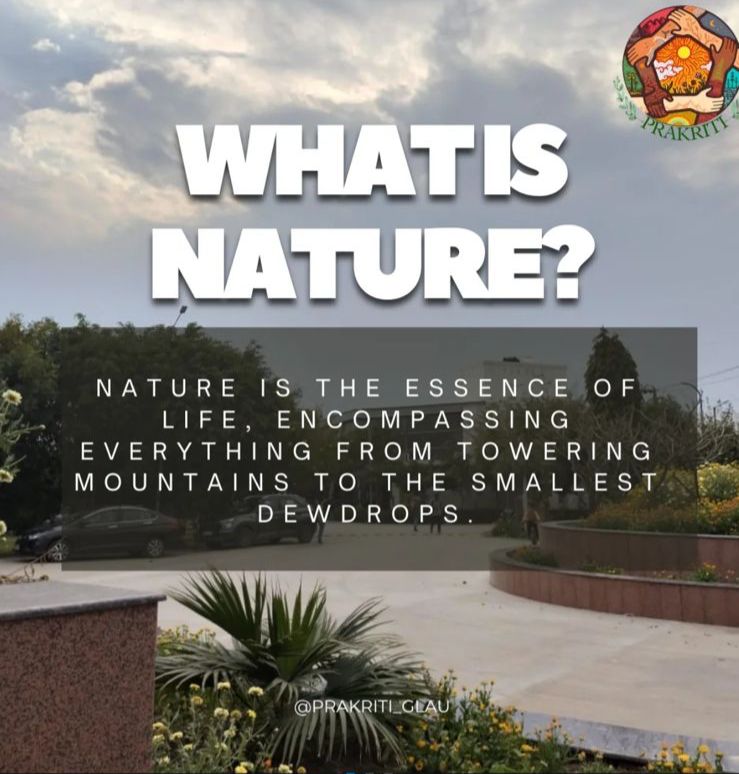 PRAKRITI
WHAT IS
NATURE?
NATURE IS THE ESSENCE OF
LIFE, ENCOMPASSING
EVERYTHING FROM TOWERING
MOUNTAINS TO THE SMALLEST
DEWDROPS.
@PRAKRITI_GLAU